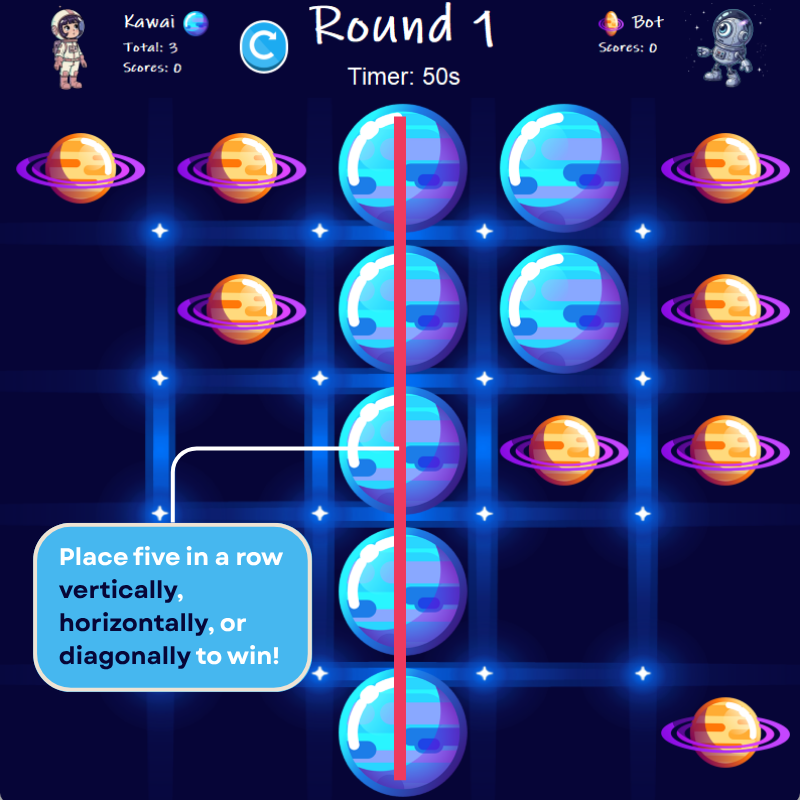 Kawai
Total: 3
Scores: 0
Round 1
Timer: 50s
Bot
Scores: 0
Place five in a row
vertically,
horizontally, or
diagonally to win!